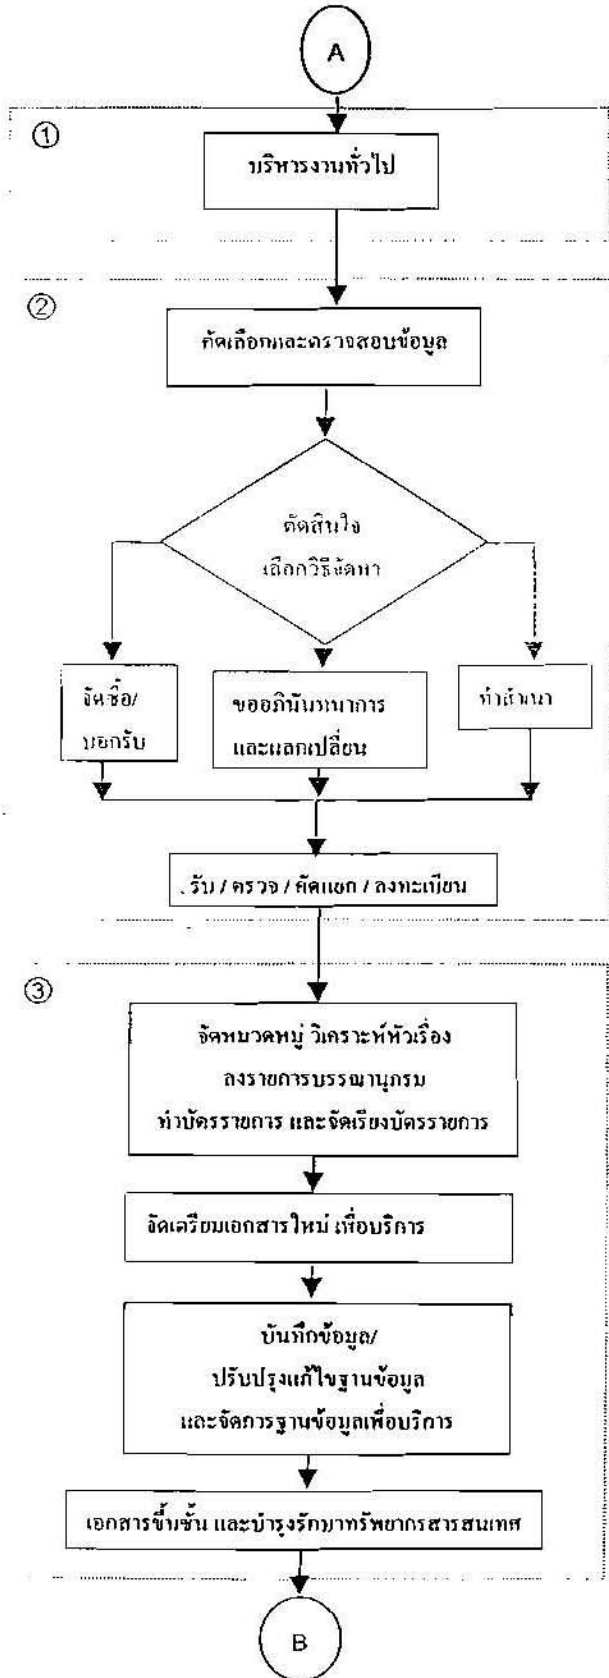 A
①
บริหารงานทั่วไป
②
คัดเลือกและตรวจสอบข้อมูล
ตัดสินใจ
เลือกวิธีจัดหา
จัดซื้อ/
บอกรับ
ขออภินันทนาการ
และแลกเปลี่ยน
ทำสำเนา
รับ / ตรวจ / คัดแยก / ลงทะเบียน
③
จัดหมวดหมู่ วิเคราะห์หัวเรื่อง
ลงรายการบรรณานุกรม
ทำบัตรรายการ และจัดเรียงบัตรรายการ
จัดเตรียมเอกสารใหม่ เพื่อบริการ
บันทึกข้อมูล/
ปรับปรุงแก้ไขฐานข้อมูล
และจัดการฐานข้อมูลเพื่อบริการ
เอกสารขึ้นชั้น และบำรุงรักษาทรัพยากรสารสนเทศ
B